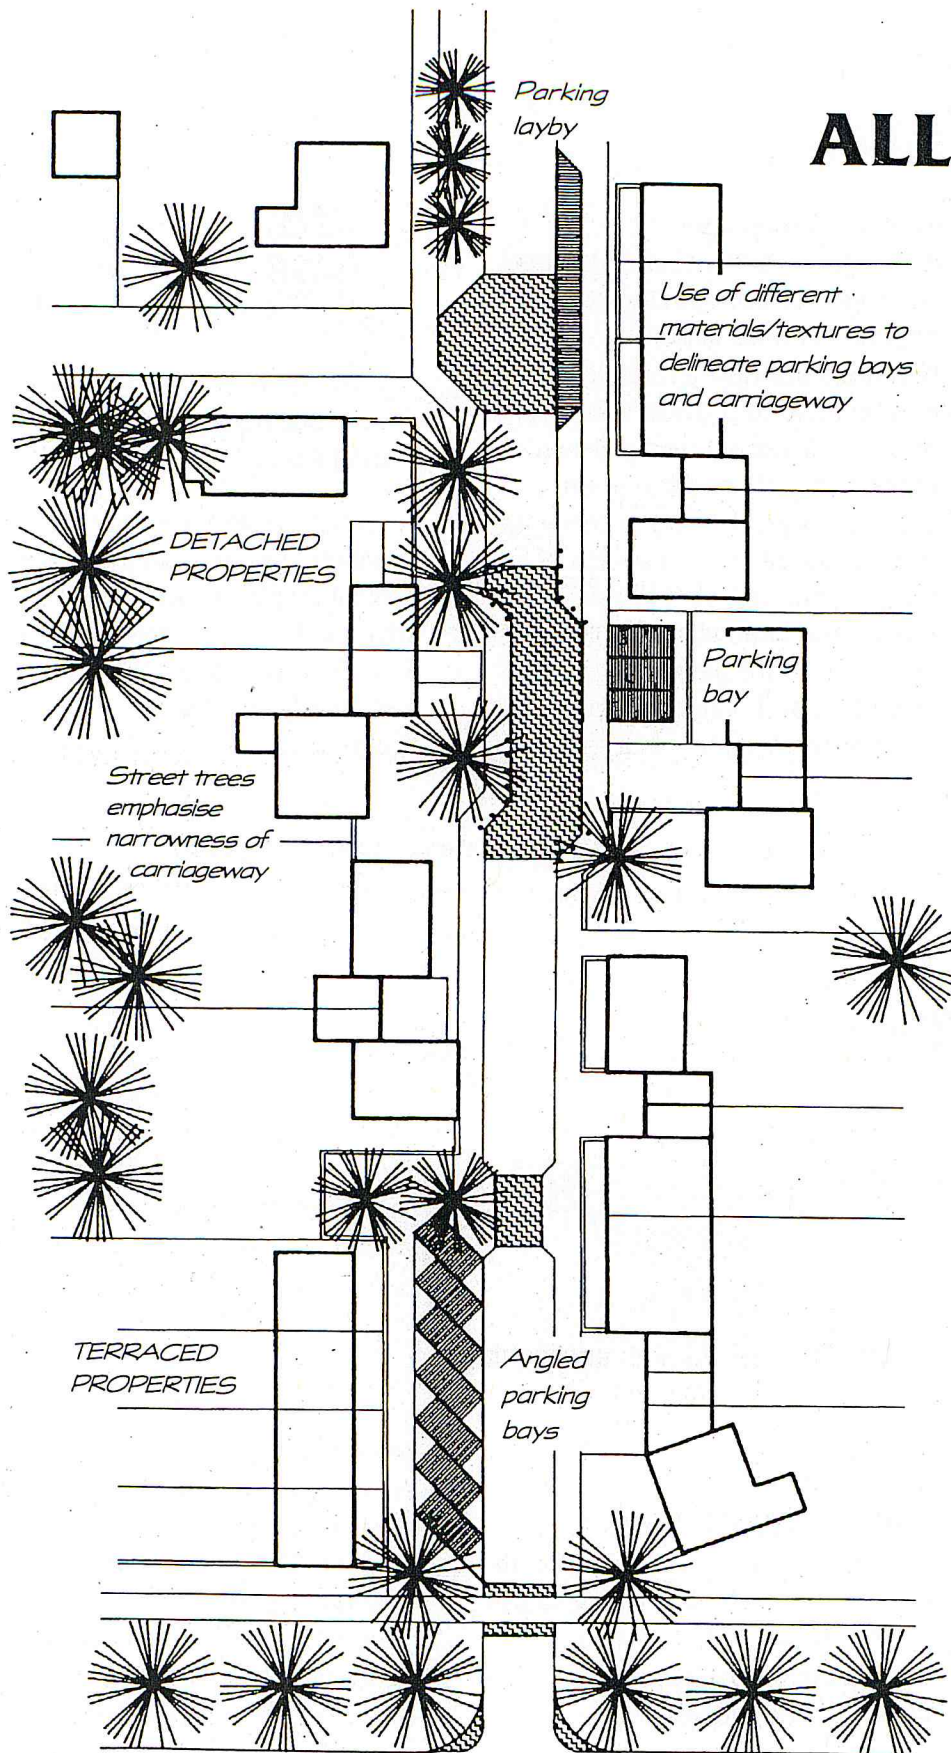 Parking
layby
ALL
Use of different
materials/textures to
delineate parking bays
and carriageway
DETACHED
PROPERTIES
Parking
bay
Street trees
emphasise
narrowness of
carriageway
TERRACED
PROPERTIES
Angled
parking
bays